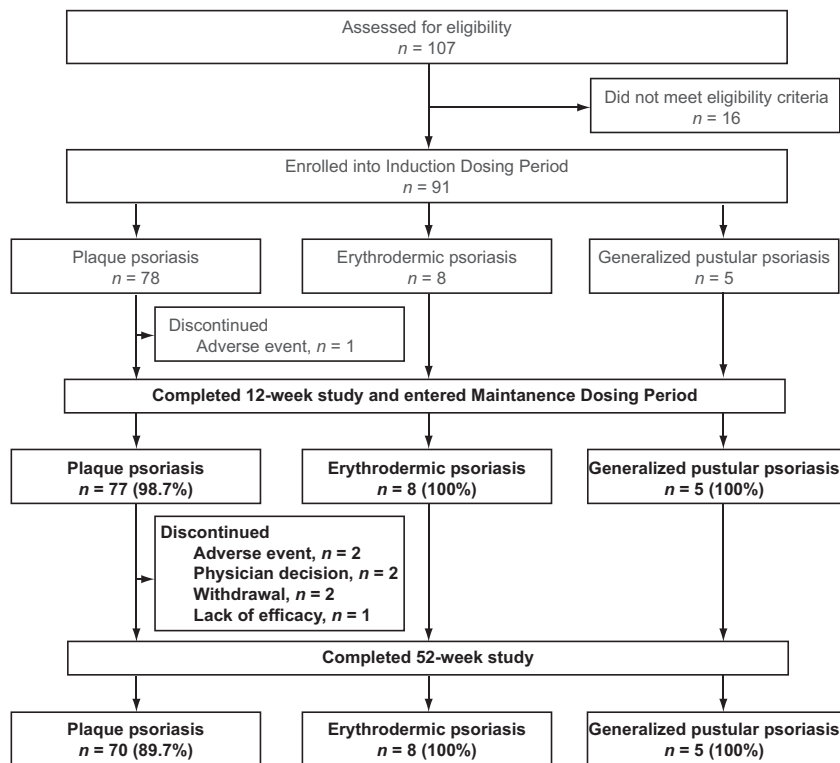 Assessed for eligibility
n = 107
Did not meet eligibility criteria
n = 16
Enrolled into Induction Dosing Period
n = 91
Plaque psoriasis
n = 78
Erythrodermic psoriasis
n = 8
Generalized pustular psoriasis
n = 5
Discontinued
Adverse event, n = 1
Completed 12-week study and entered Maintanence Dosing Period
Plaque psoriasis
n = 77 (98.7%)
Erythrodermic psoriasis
n = 8 (100%)
Generalized pustular psoriasis
n = 5 (100%)
Discontinued
Adverse event, n = 2
Physician decision, n = 2
Withdrawal, n = 2
Lack of efficacy, n = 1
Completed 52-week study
Plaque psoriasis
n = 70 (89.7%)
Erythrodermic psoriasis
n = 8 (100%)
Generalized pustular psoriasis
n = 5 (100%)